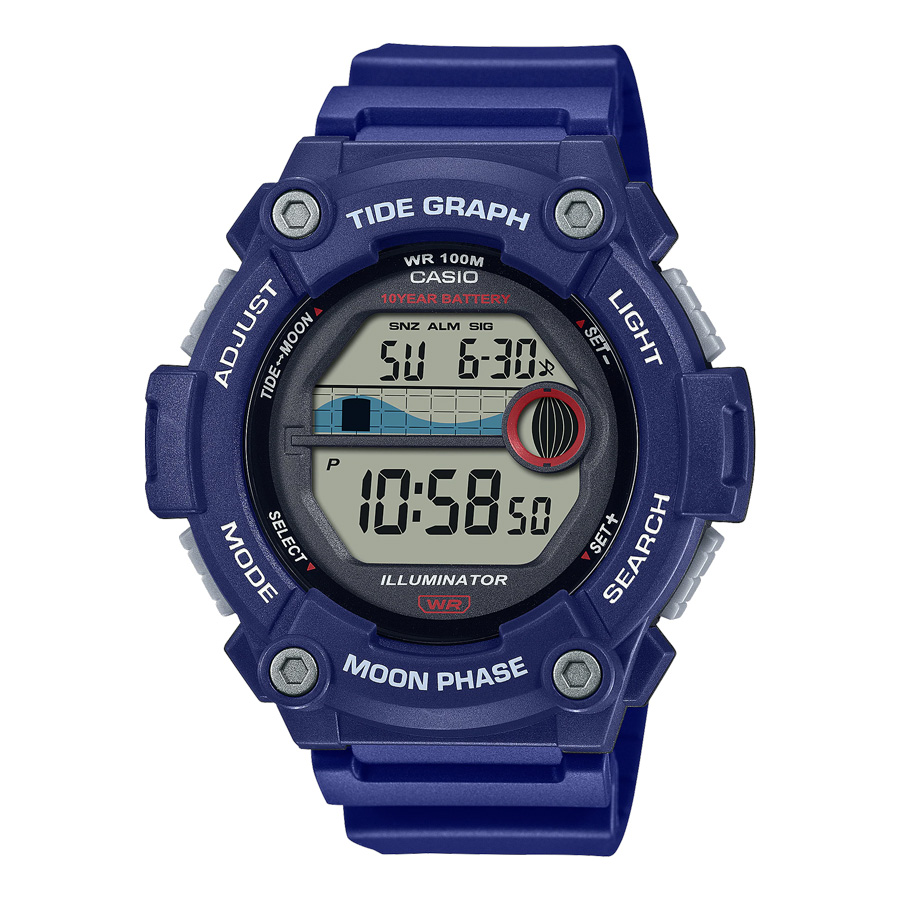 TIDE GRAPH
WR 100M
CASIO
10YEAR BATTERY
ADJUST
LIGHT
TIDE↔MOON
SET−
SNZ ALM SIG
SU 6-30
P
10:58 50
SELECT
SET+
MODE
SEARCH
ILLUMINATOR
WR
MOON PHASE